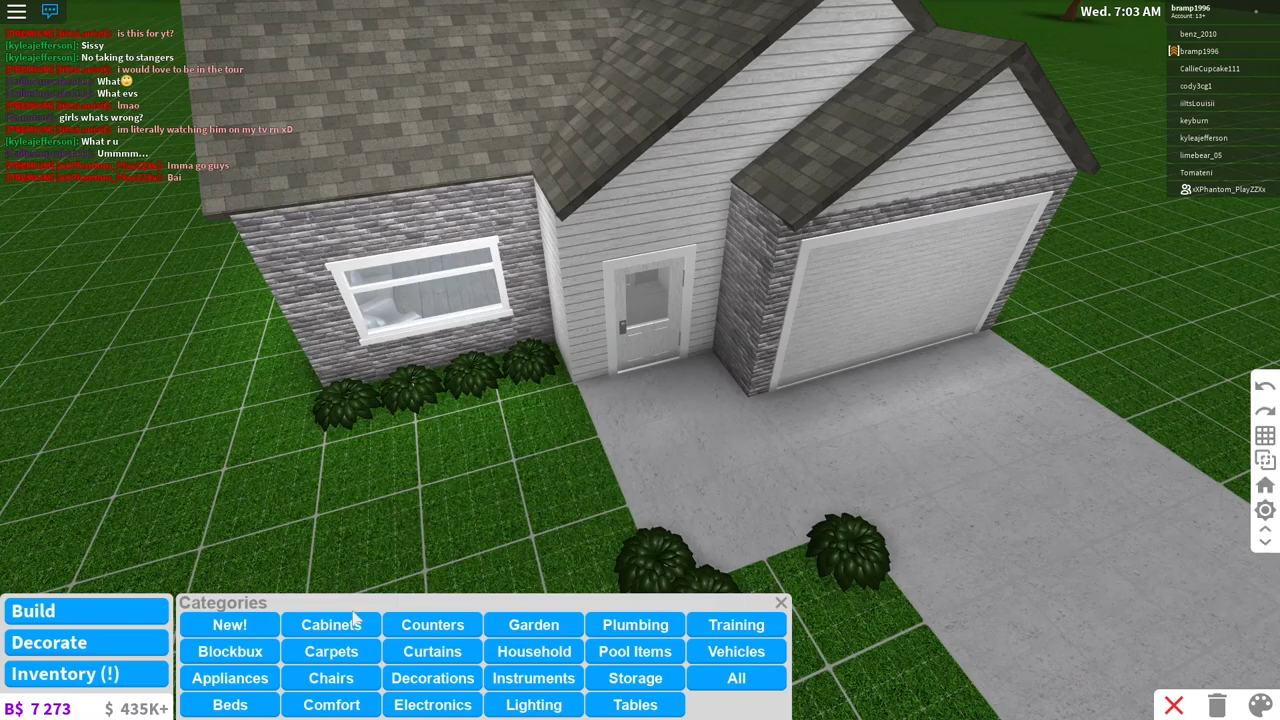 Wed. 7:03 AM
bramp1996
Account: 13+
is this for yt?
[kyleajefferson]: Sissy
[kyleajefferson]: No taking to stangers
i would love to be in the tour
What🙄
What evs
lmao
girls whats wrong?
im literally watching him on my tv rn xD
[kyleajefferson]: What r u
Ummmm...
Imma go guys
Bai
benz_2010
bramp1996
CallieCupcake111
cody3cg1
iiItsLouisii
keyburn
kyleajefferson
limebear_05
Tomateni
xXPhantom_PlayZZXx
Build
Decorate
Inventory (!)
B$ 7 273 $ 435K+
Categories
New! Cabinets Counters Garden Plumbing Training
Blockbux Carpets Curtains Household Pool Items Vehicles
Appliances Chairs Decorations Instruments Storage All
Beds Comfort Electronics Lighting Tables